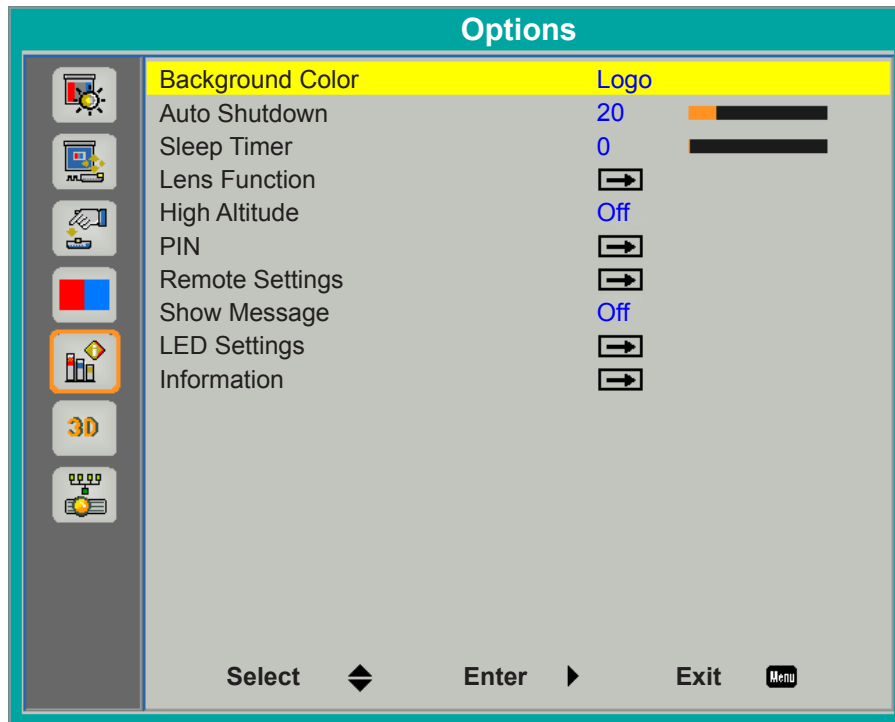 Options
Background Color Logo
Auto Shutdown 20
Sleep Timer 0
Lens Function
High Altitude Off
PIN
Remote Settings
Show Message Off
LED Settings
Information
3D
Select Enter Exit Menu